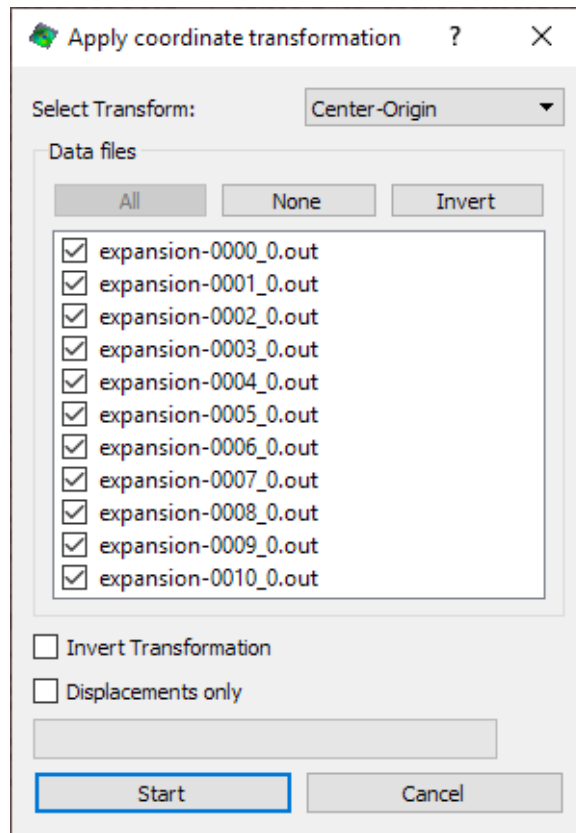 Apply coordinate transformation ?
Select Transform: Center-Origin
Data files
All None Invert
expansion-0000_0.out
expansion-0001_0.out
expansion-0002_0.out
expansion-0003_0.out
expansion-0004_0.out
expansion-0005_0.out
expansion-0006_0.out
expansion-0007_0.out
expansion-0008_0.out
expansion-0009_0.out
expansion-0010_0.out
Invert Transformation
Displacements only
Start Cancel